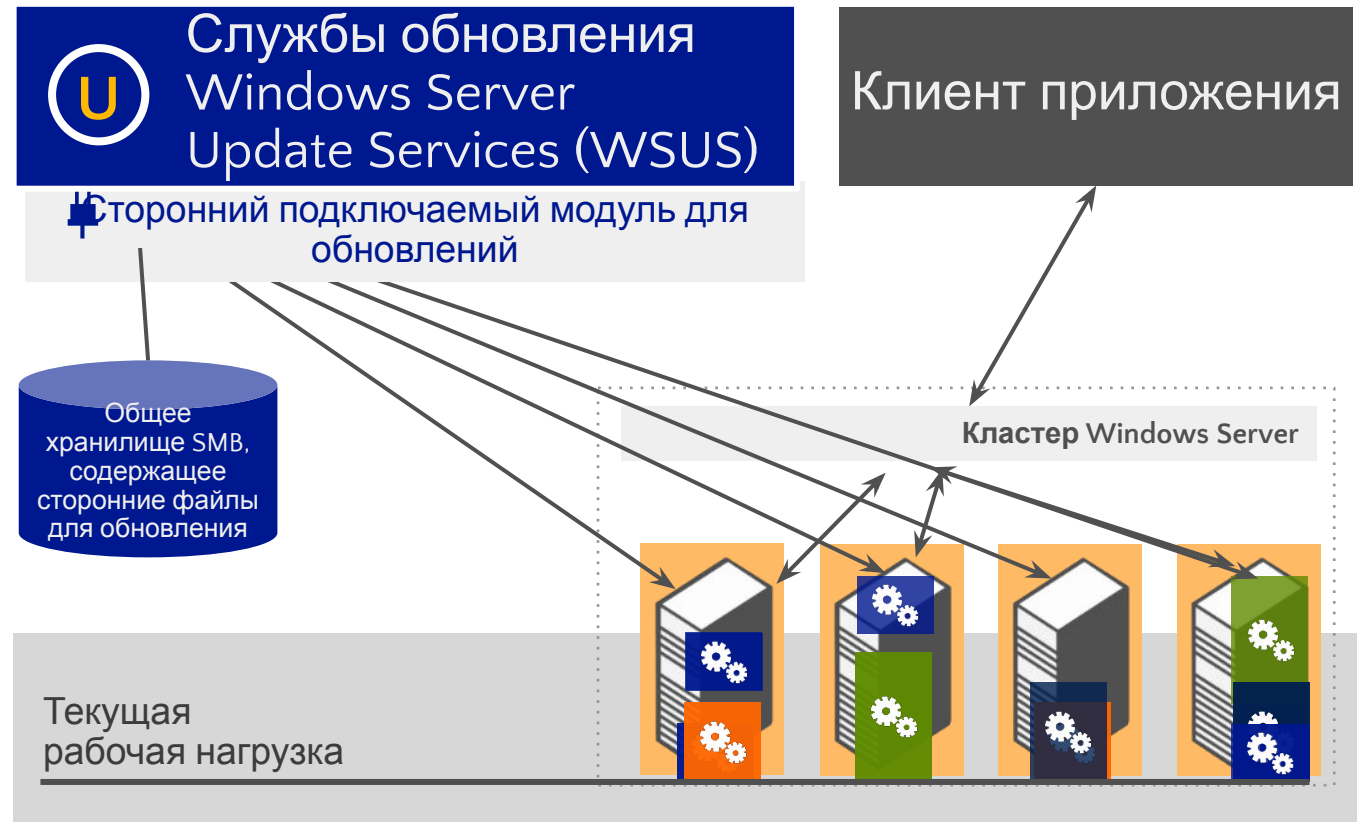 Службы обновления
Windows Server
Update Services (WSUS)
U
Клиент приложения
Сторонний подключаемый модуль для
обновлений
Общее
хранилище SMB,
содержащее
сторонние файлы
для обновления
Кластер Windows Server
Текущая
рабочая нагрузка